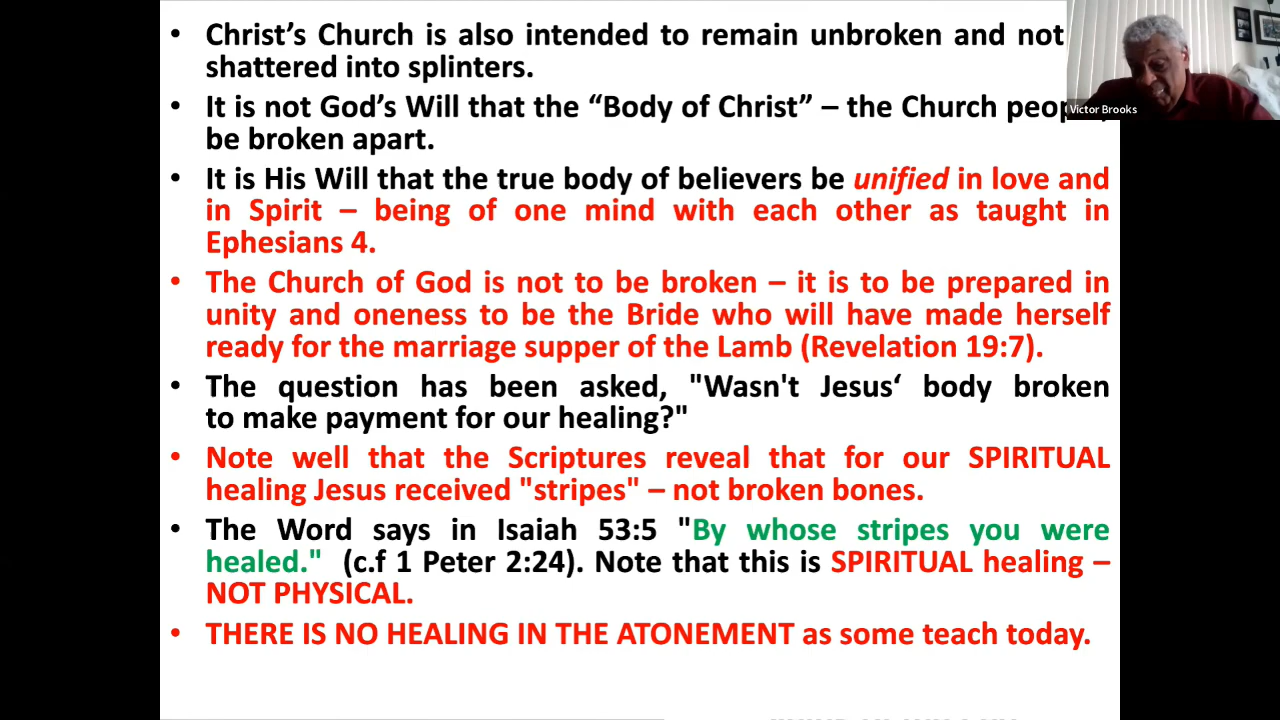 • Christ’s Church is also intended to remain unbroken and not
shattered into splinters.
• It is not God’s Will that the “Body of Christ” – the Church
be broken apart.
• It is His Will that the true body of believers be unified in love and
in Spirit – being of one mind with each other as taught in
Ephesians 4.
• The Church of God is not to be broken – it is to be prepared in
unity and oneness to be the Bride who will have made herself
ready for the marriage supper of the Lamb (Revelation 19:7).
• The question has been asked, "Wasn't Jesus‘ body broken
to make payment for our healing?"
• Note well that the Scriptures reveal that for our SPIRITUAL
healing Jesus received "stripes" – not broken bones.
• The Word says in Isaiah 53:5 "By whose stripes you were
healed." (c.f 1 Peter 2:24). Note that this is SPIRITUAL healing –
NOT PHYSICAL.
• THERE IS NO HEALING IN THE ATONEMENT as some teach today.
Victor Brooks